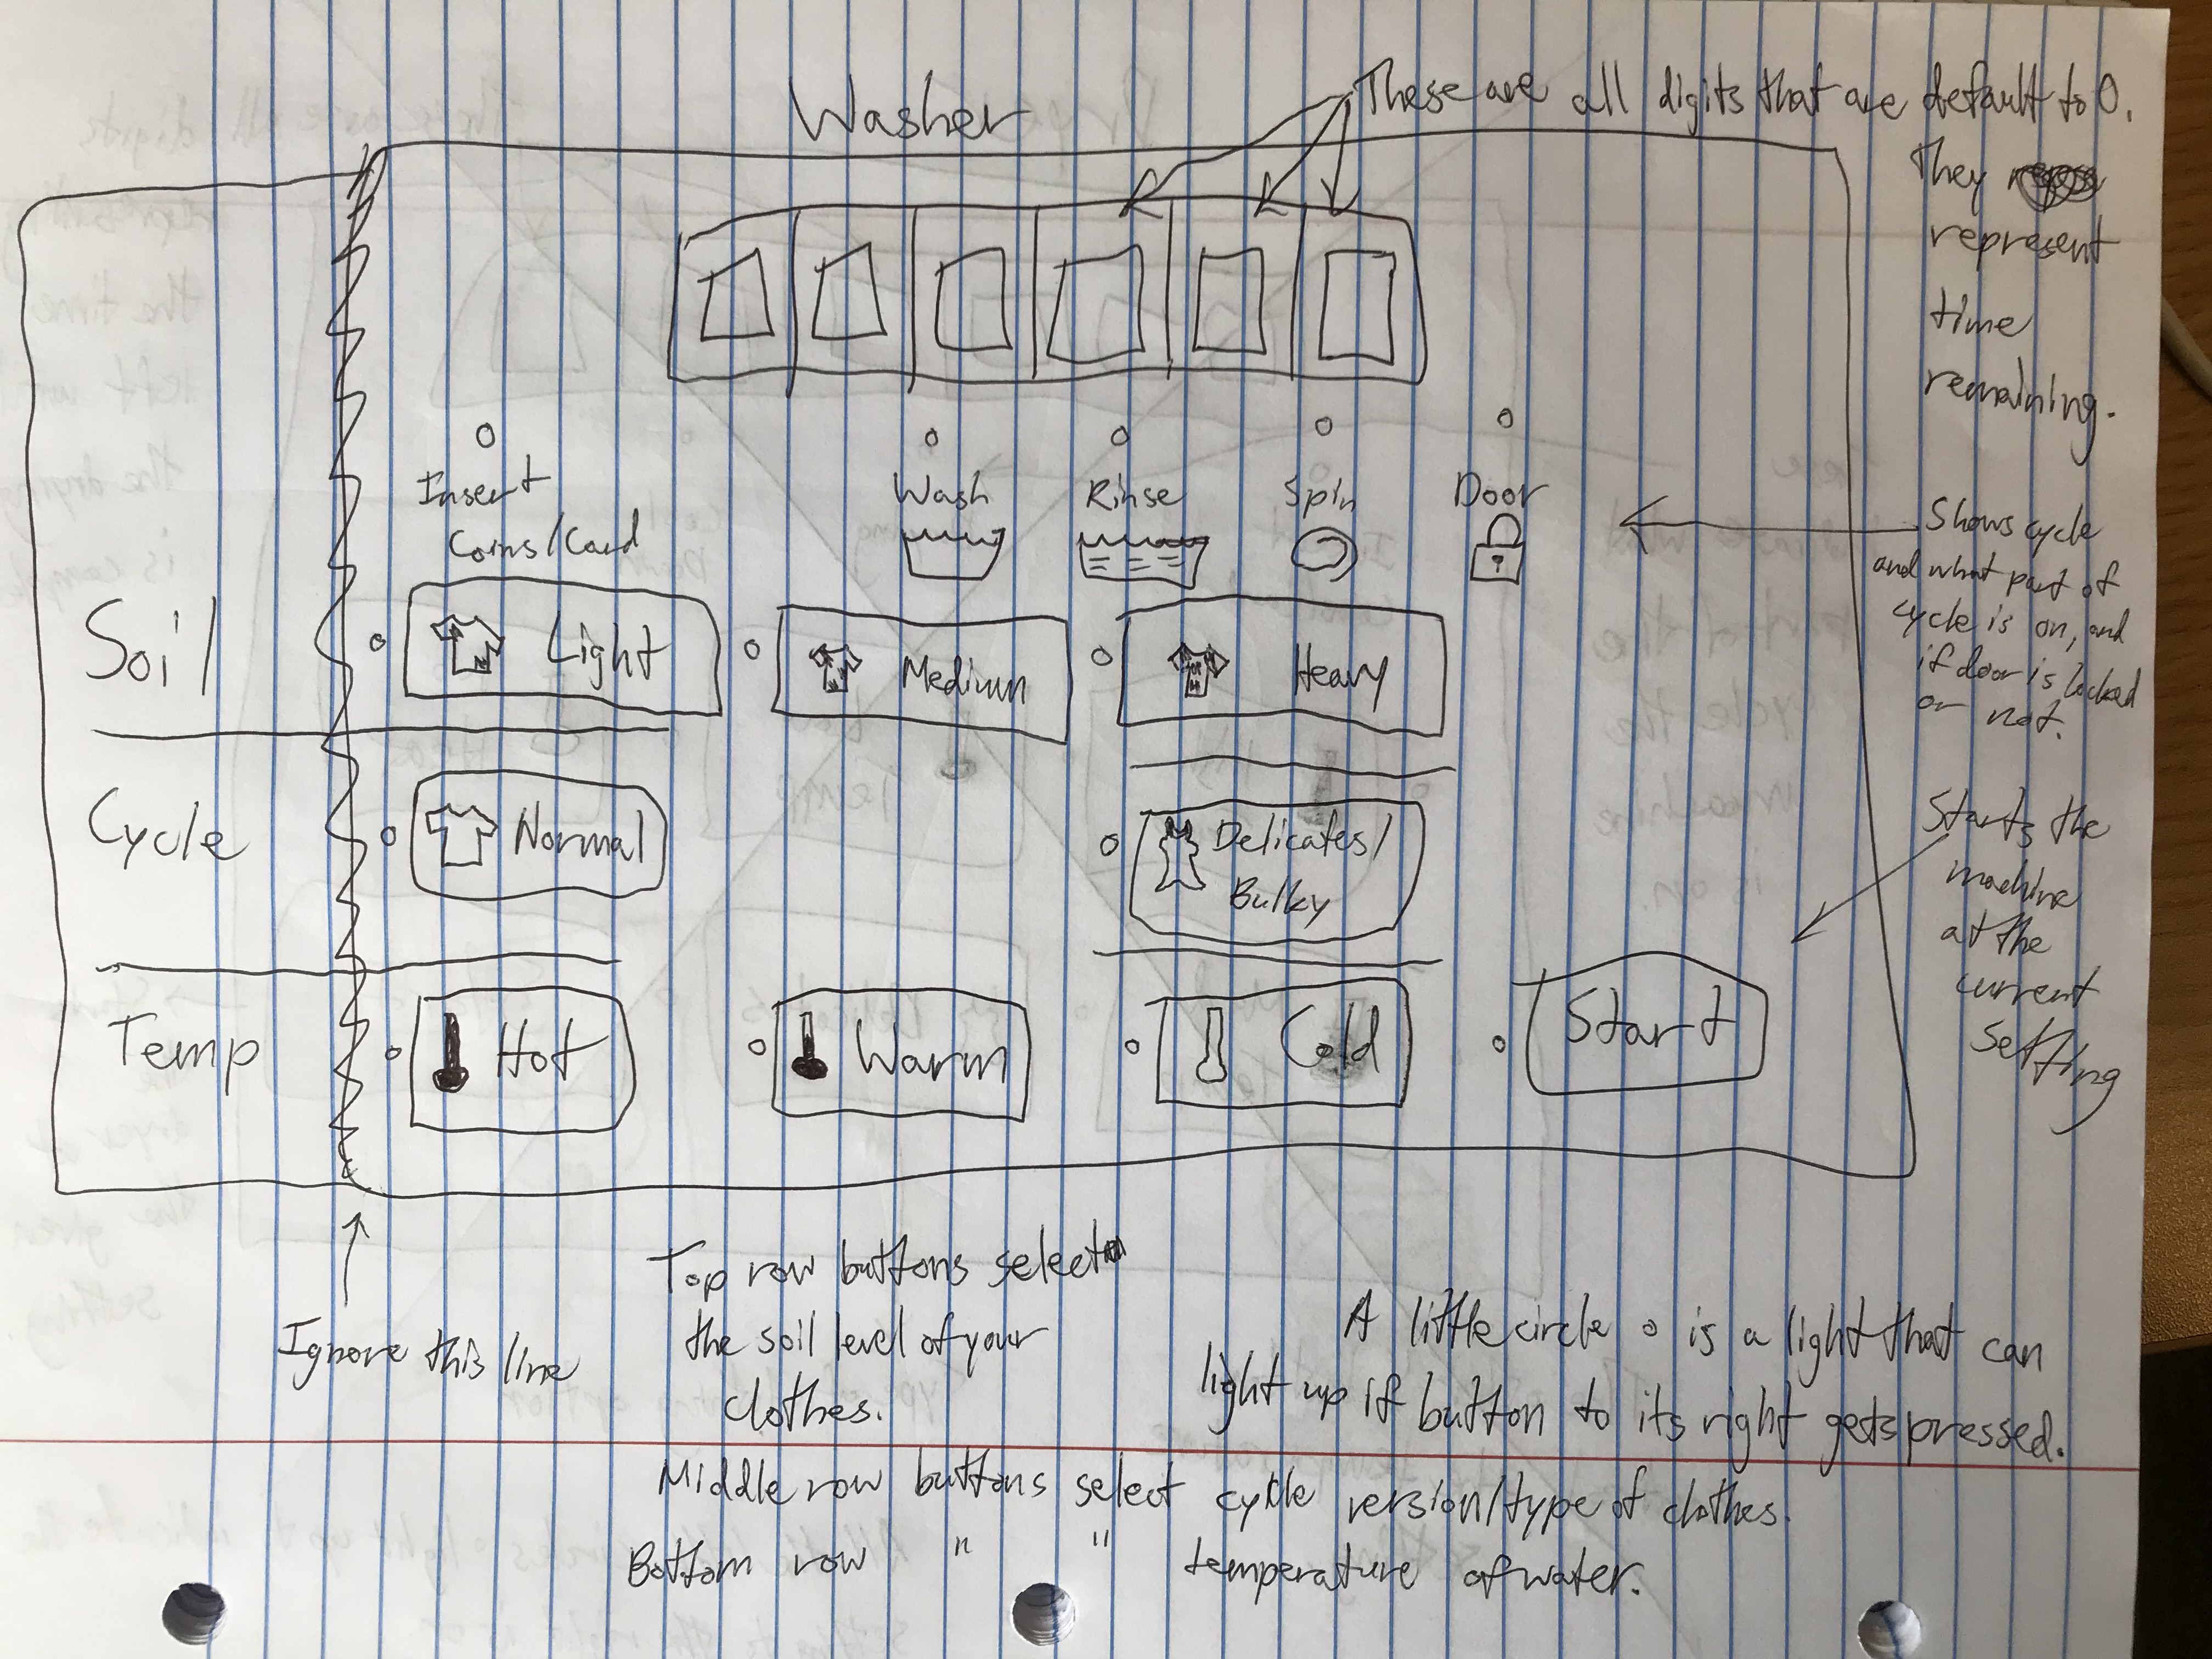 Washer
These are all digits that are default to 0.
They
represent
time
remaining.
Insert
Coins/Card
Wash
Rinse
Spin
Door
Shows cycle
and what part of
cycle is on, and
if door is locked
or not.
Soil
Light
Medium
Heavy
Cycle
Normal
Delicates/
Bulky
Starts the
machine
at the
current
setting
Temp
Hot
Warm
Cold
Start
Ignore this line
Top row buttons select
the soil level of your
clothes.
A little circle o is a light that can
light up if button to its right gets pressed.
Middle row buttons select cycle version/type of clothes.
Bottom row " " temperature of water.